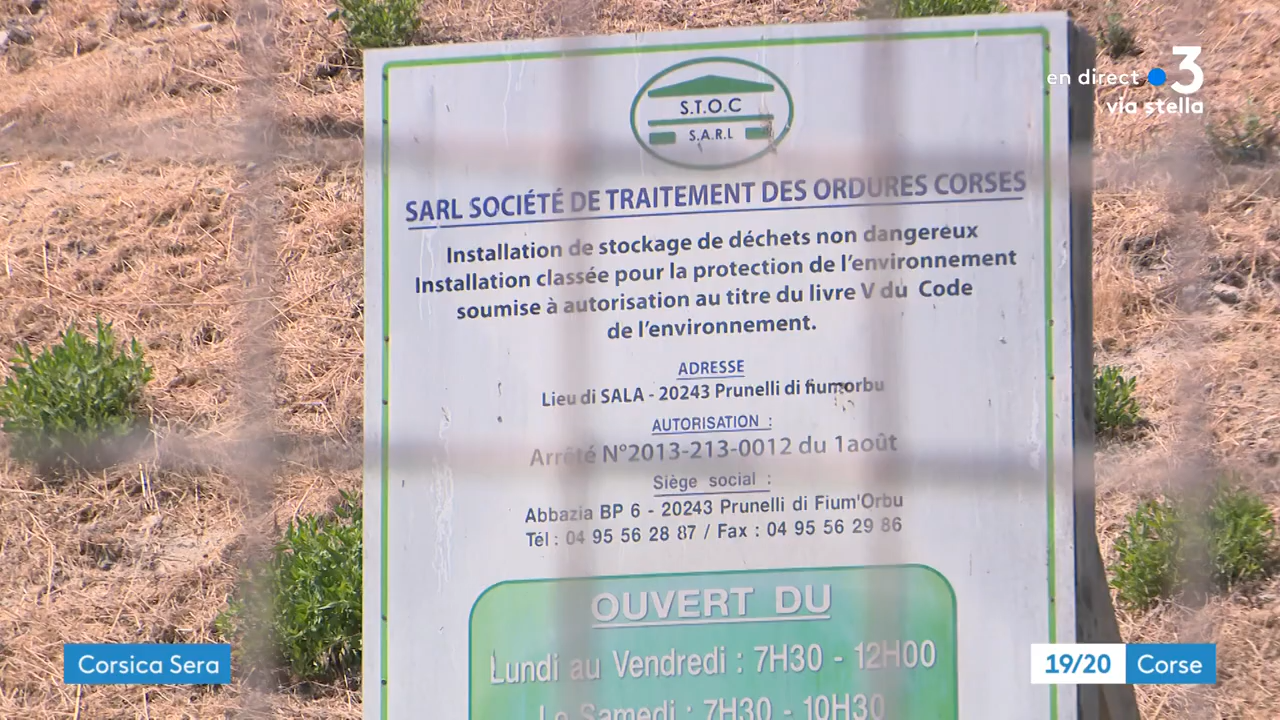 en direct 3
via stella
S.T.O.C
S.A.R.L
SARL SOCIÉTÉ DE TRAITEMENT DES ORDURES CORSES
Installation de stockage de déchets non dangereux
Installation classée pour la protection de l'environnement
soumise à autorisation au titre du livre V du Code
de l'environnement.
ADRESSE
Lieu di SALA - 20243 Prunelli di fiumorbu
AUTORISATION :
Arrêté N°2013-213-0012 du 1août
Siège social :
Abbazia BP 6 - 20243 Prunelli di Fium'Orbu
Tél : 04 95 56 28 87 / Fax : 04 95 56 29 86
OUVERT DU
Lundi au Vendredi : 7H30 - 12H00
Le Samedi : 7H30 - 10H30
Corsica Sera
19/20 Corse